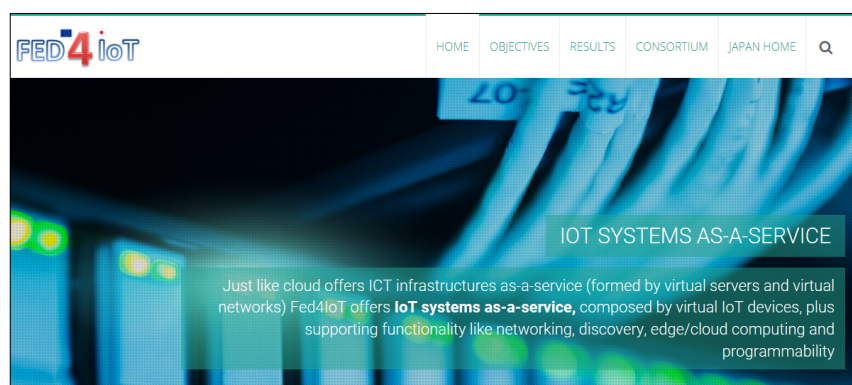 FED4IoT
HOME OBJECTIVES RESULTS CONSORTIUM JAPAN HOME
07
IOT SYSTEMS AS-A-SERVICE
Just like cloud offers ICT infrastructures as-a-service (formed by virtual servers and virtual
networks) Fed4IoT offers IoT systems as-a-service, composed by virtual IoT devices, plus
supporting functionality like networking, discovery, edge/cloud computing and
programmability